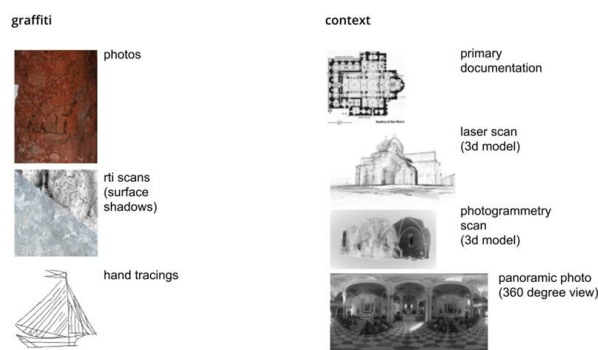 graffiti
photos
rti scans
(surface
shadows)
hand tracings
context
primary
documentation
laser scan
(3d model)
photogrammetry
scan
(3d model)
panoramic photo
(360 degree view)